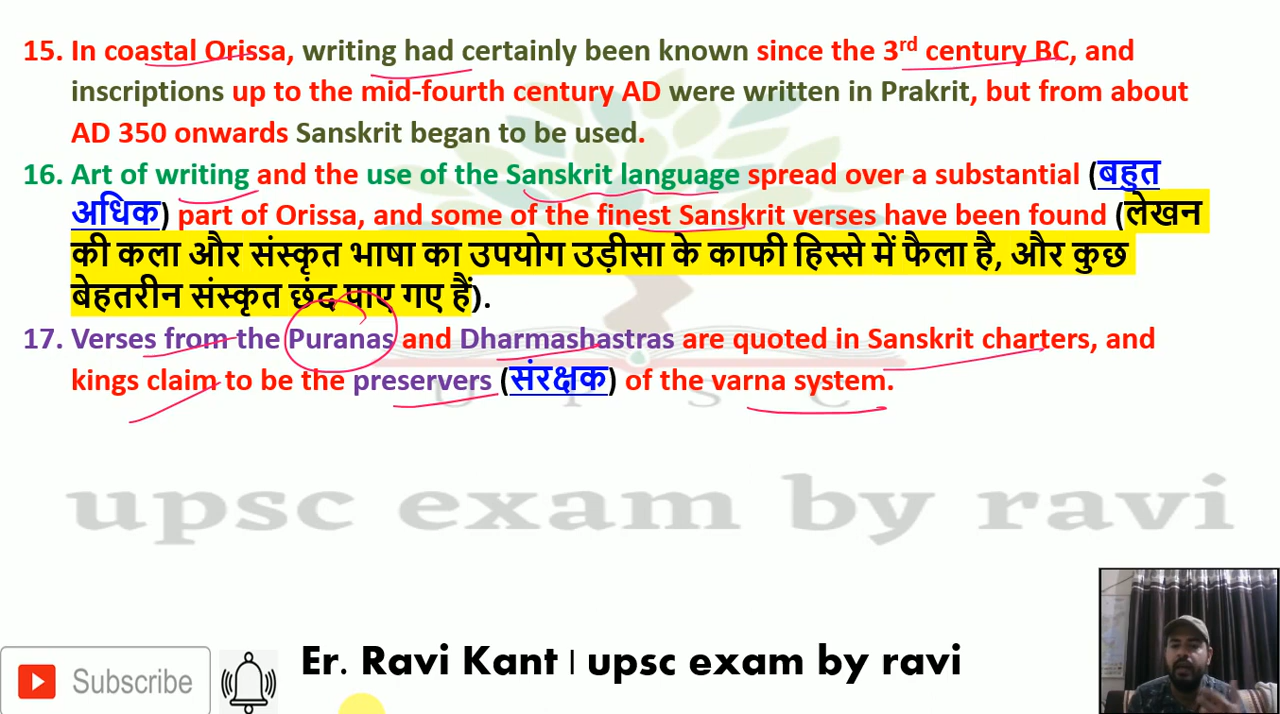 15. In coastal Orissa, writing had certainly been known since the 3rd century BC, and
inscriptions up to the mid-fourth century AD were written in Prakrit, but from about
AD 350 onwards Sanskrit began to be used.
16. Art of writing and the use of the Sanskrit language spread over a substantial (बहुत
अधिक) part of Orissa, and some of the finest Sanskrit verses have been found (लेखन
की कला और संस्कृत भाषा का उपयोग उड़ीसा के काफी हिस्से में फैला है, और कुछ
बेहतरीन संस्कृत छंद पाए गए हैं).
17. Verses from the Puranas and Dharmashastras are quoted in Sanskrit charters, and
kings claim to be the preservers (संरक्षक) of the varna system.
UPSC
upsc exam by ravi
Subscribe
Er. Ravi Kant | upsc exam by ravi